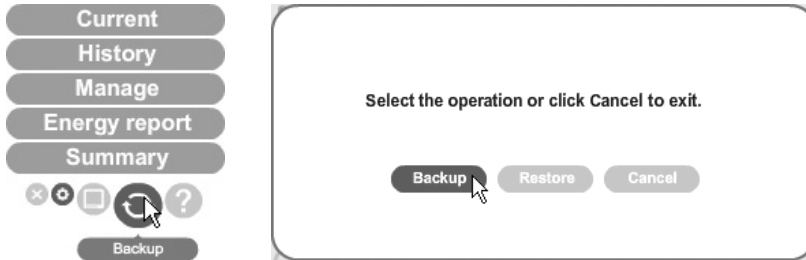 Current
History
Manage
Energy report
Summary
?
Backup
Select the operation or click Cancel to exit.
Backup Restore Cancel